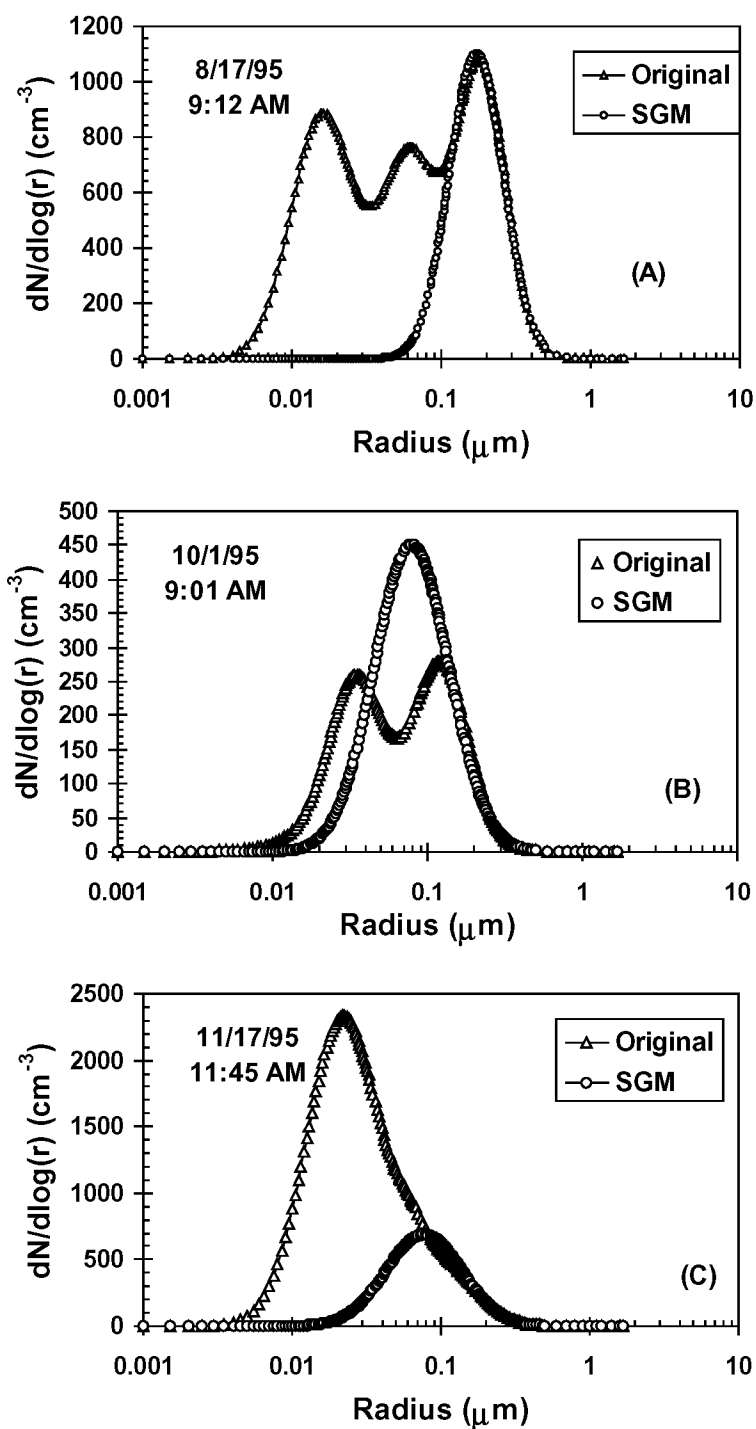 1200
1000
800
600
400
200
0
dN/dlog(r) (cm-3)
8/17/95
9:12 AM
Original
SGM
(A)
0.001 0.01 0.1 1 10
Radius (μm)
500
450
400
350
300
250
200
150
100
50
0
dN/dlog(r) (cm-3)
10/1/95
9:01 AM
Original
SGM
(B)
0.001 0.01 0.1 1 10
Radius (μm)
2500
2000
1500
1000
500
0
dN/dlog(r) (cm-3)
11/17/95
11:45 AM
Original
SGM
(C)
0.001 0.01 0.1 1 10
Radius (μm)